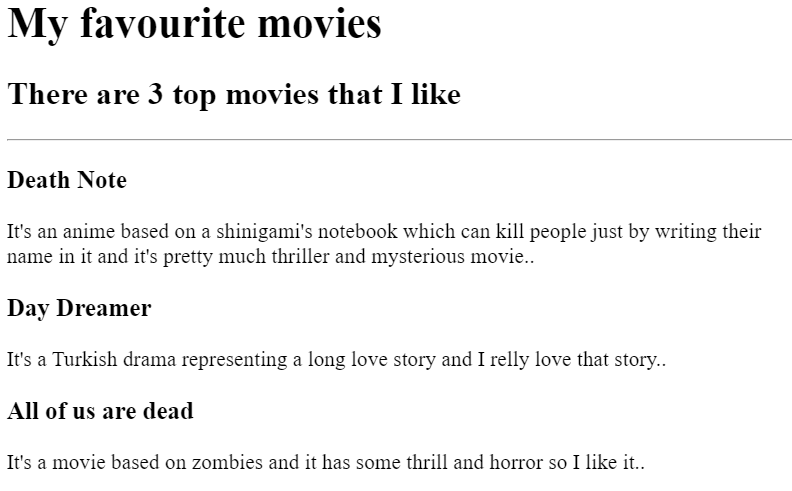 My favourite movies
There are 3 top movies that I like
Death Note
It's an anime based on a shinigami's notebook which can kill people just by writing their
name in it and it's pretty much thriller and mysterious movie..
Day Dreamer
It's a Turkish drama representing a long love story and I relly love that story..
All of us are dead
It's a movie based on zombies and it has some thrill and horror so I like it..